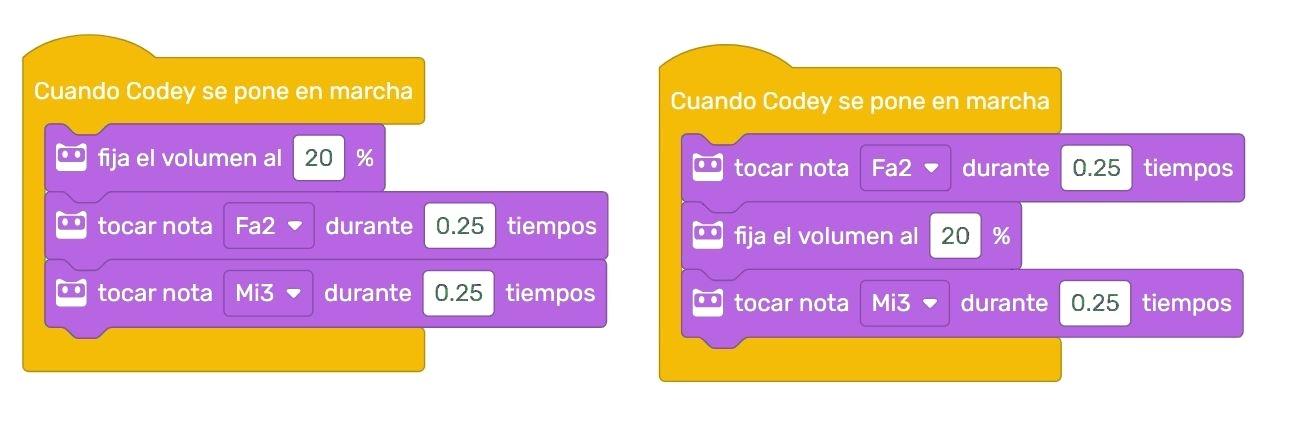 Cuando Codey se pone en marcha
fija el volumen al 20 %
tocar nota Fa2 durante 0.25 tiempos
tocar nota Mi3 durante 0.25 tiempos
Cuando Codey se pone en marcha
tocar nota Fa2 durante 0.25 tiempos
fija el volumen al 20 %
tocar nota Mi3 durante 0.25 tiempos